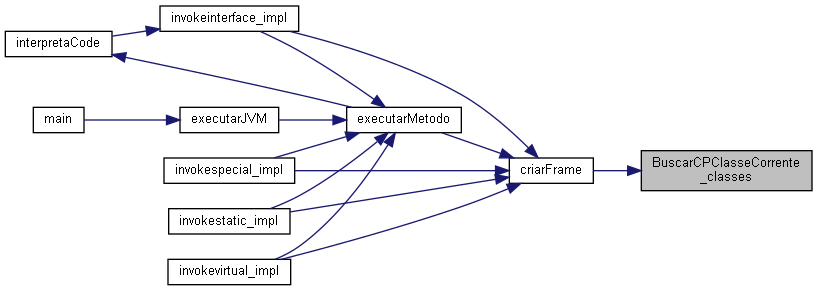 invokeinterface_impl
interpretaCode
main
executarJVM
executarMetodo
invokespecial_impl
criarFrame
BuscarCPClasseCorrente
_classes
invokestatic_impl
invokevirtual_impl